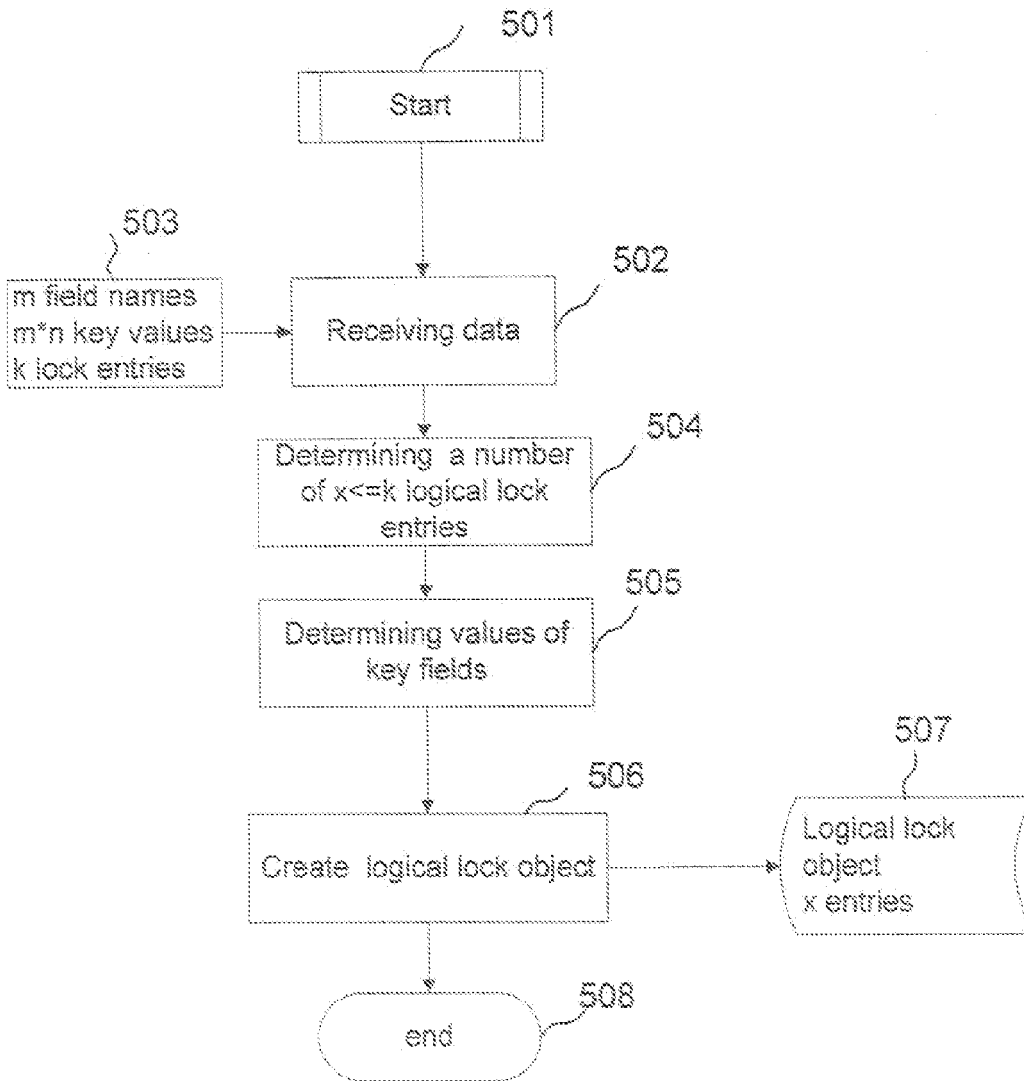 501
Start
503
m field names
m*n key values
k lock entries
502
Receiving data
504
Determining a number
of x<=k logical lock
entries
505
Determining values of
key fields
506
Create logical lock object
507
Logical lock
object
x entries
508
end